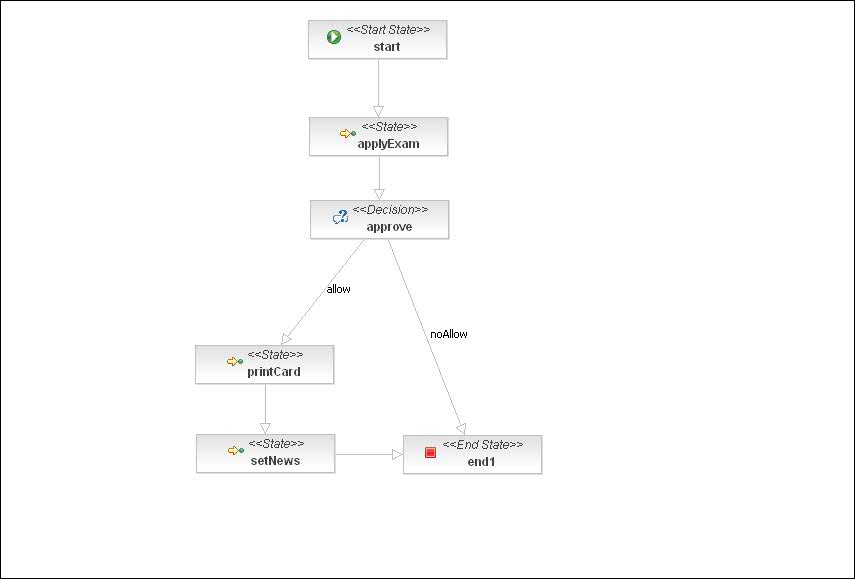 <<Start State>>
start
<<State>>
applyExam
<<Decision>>
approve
allow
noAllow
<<State>>
printCard
<<State>>
setNews
<<End State>>
end1